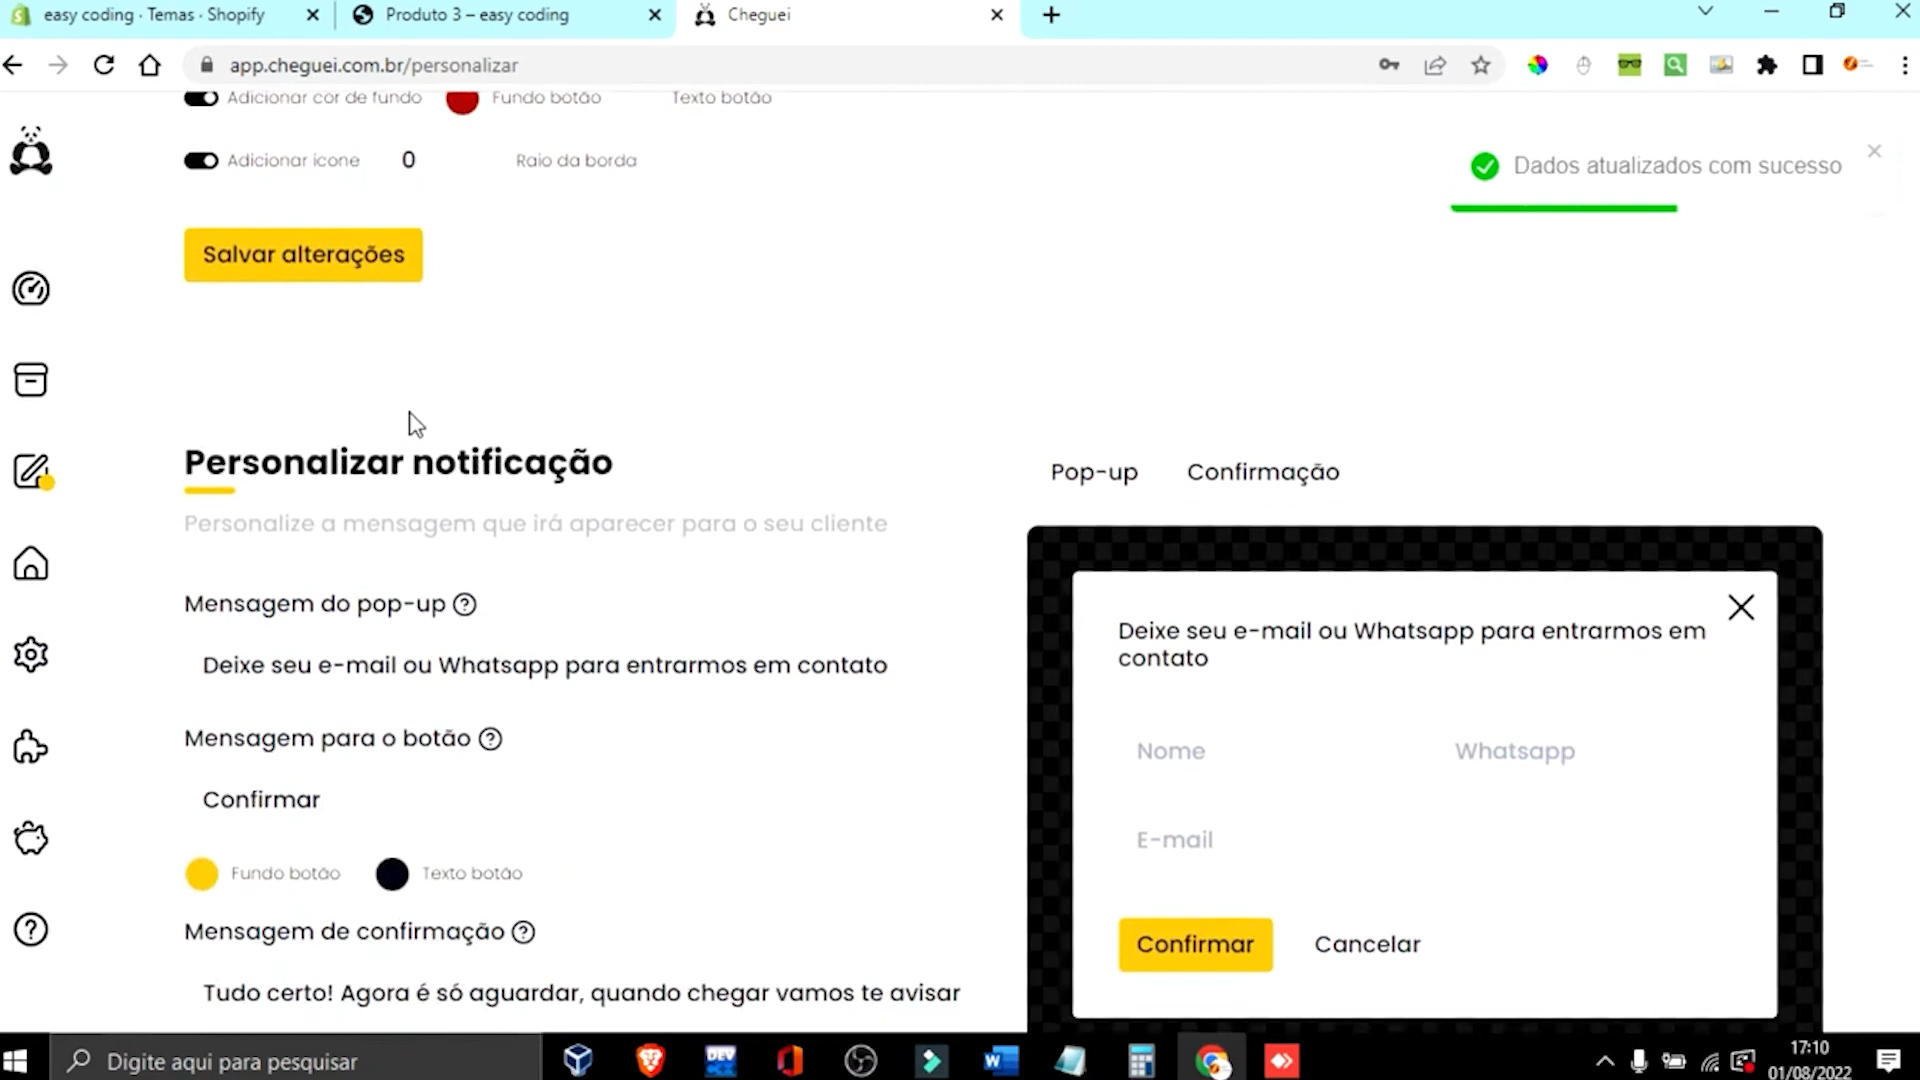 easy coding · Temas · Shopify
Produto 3 – easy coding
Cheguei
app.cheguei.com.br/personalizar
Adicionar cor de fundo
Fundo botão
Texto botão
Adicionar icone
0
Raio da borda
Dados atualizados com sucesso
Salvar alterações
Personalizar notificação
Pop-up
Confirmação
Personalize a mensagem que irá aparecer para o seu cliente
Mensagem do pop-up
Deixe seu e-mail ou Whatsapp para entrarmos em contato
Deixe seu e-mail ou Whatsapp para entrarmos em
contato
Mensagem para o botão
Nome
Whatsapp
Confirmar
E-mail
Fundo botão
Texto botão
Mensagem de confirmação
Confirmar
Cancelar
Tudo certo! Agora é só aguardar, quando chegar vamos te avisar
Digite aqui para pesquisar
DEV
W
17:10
01/08/2022